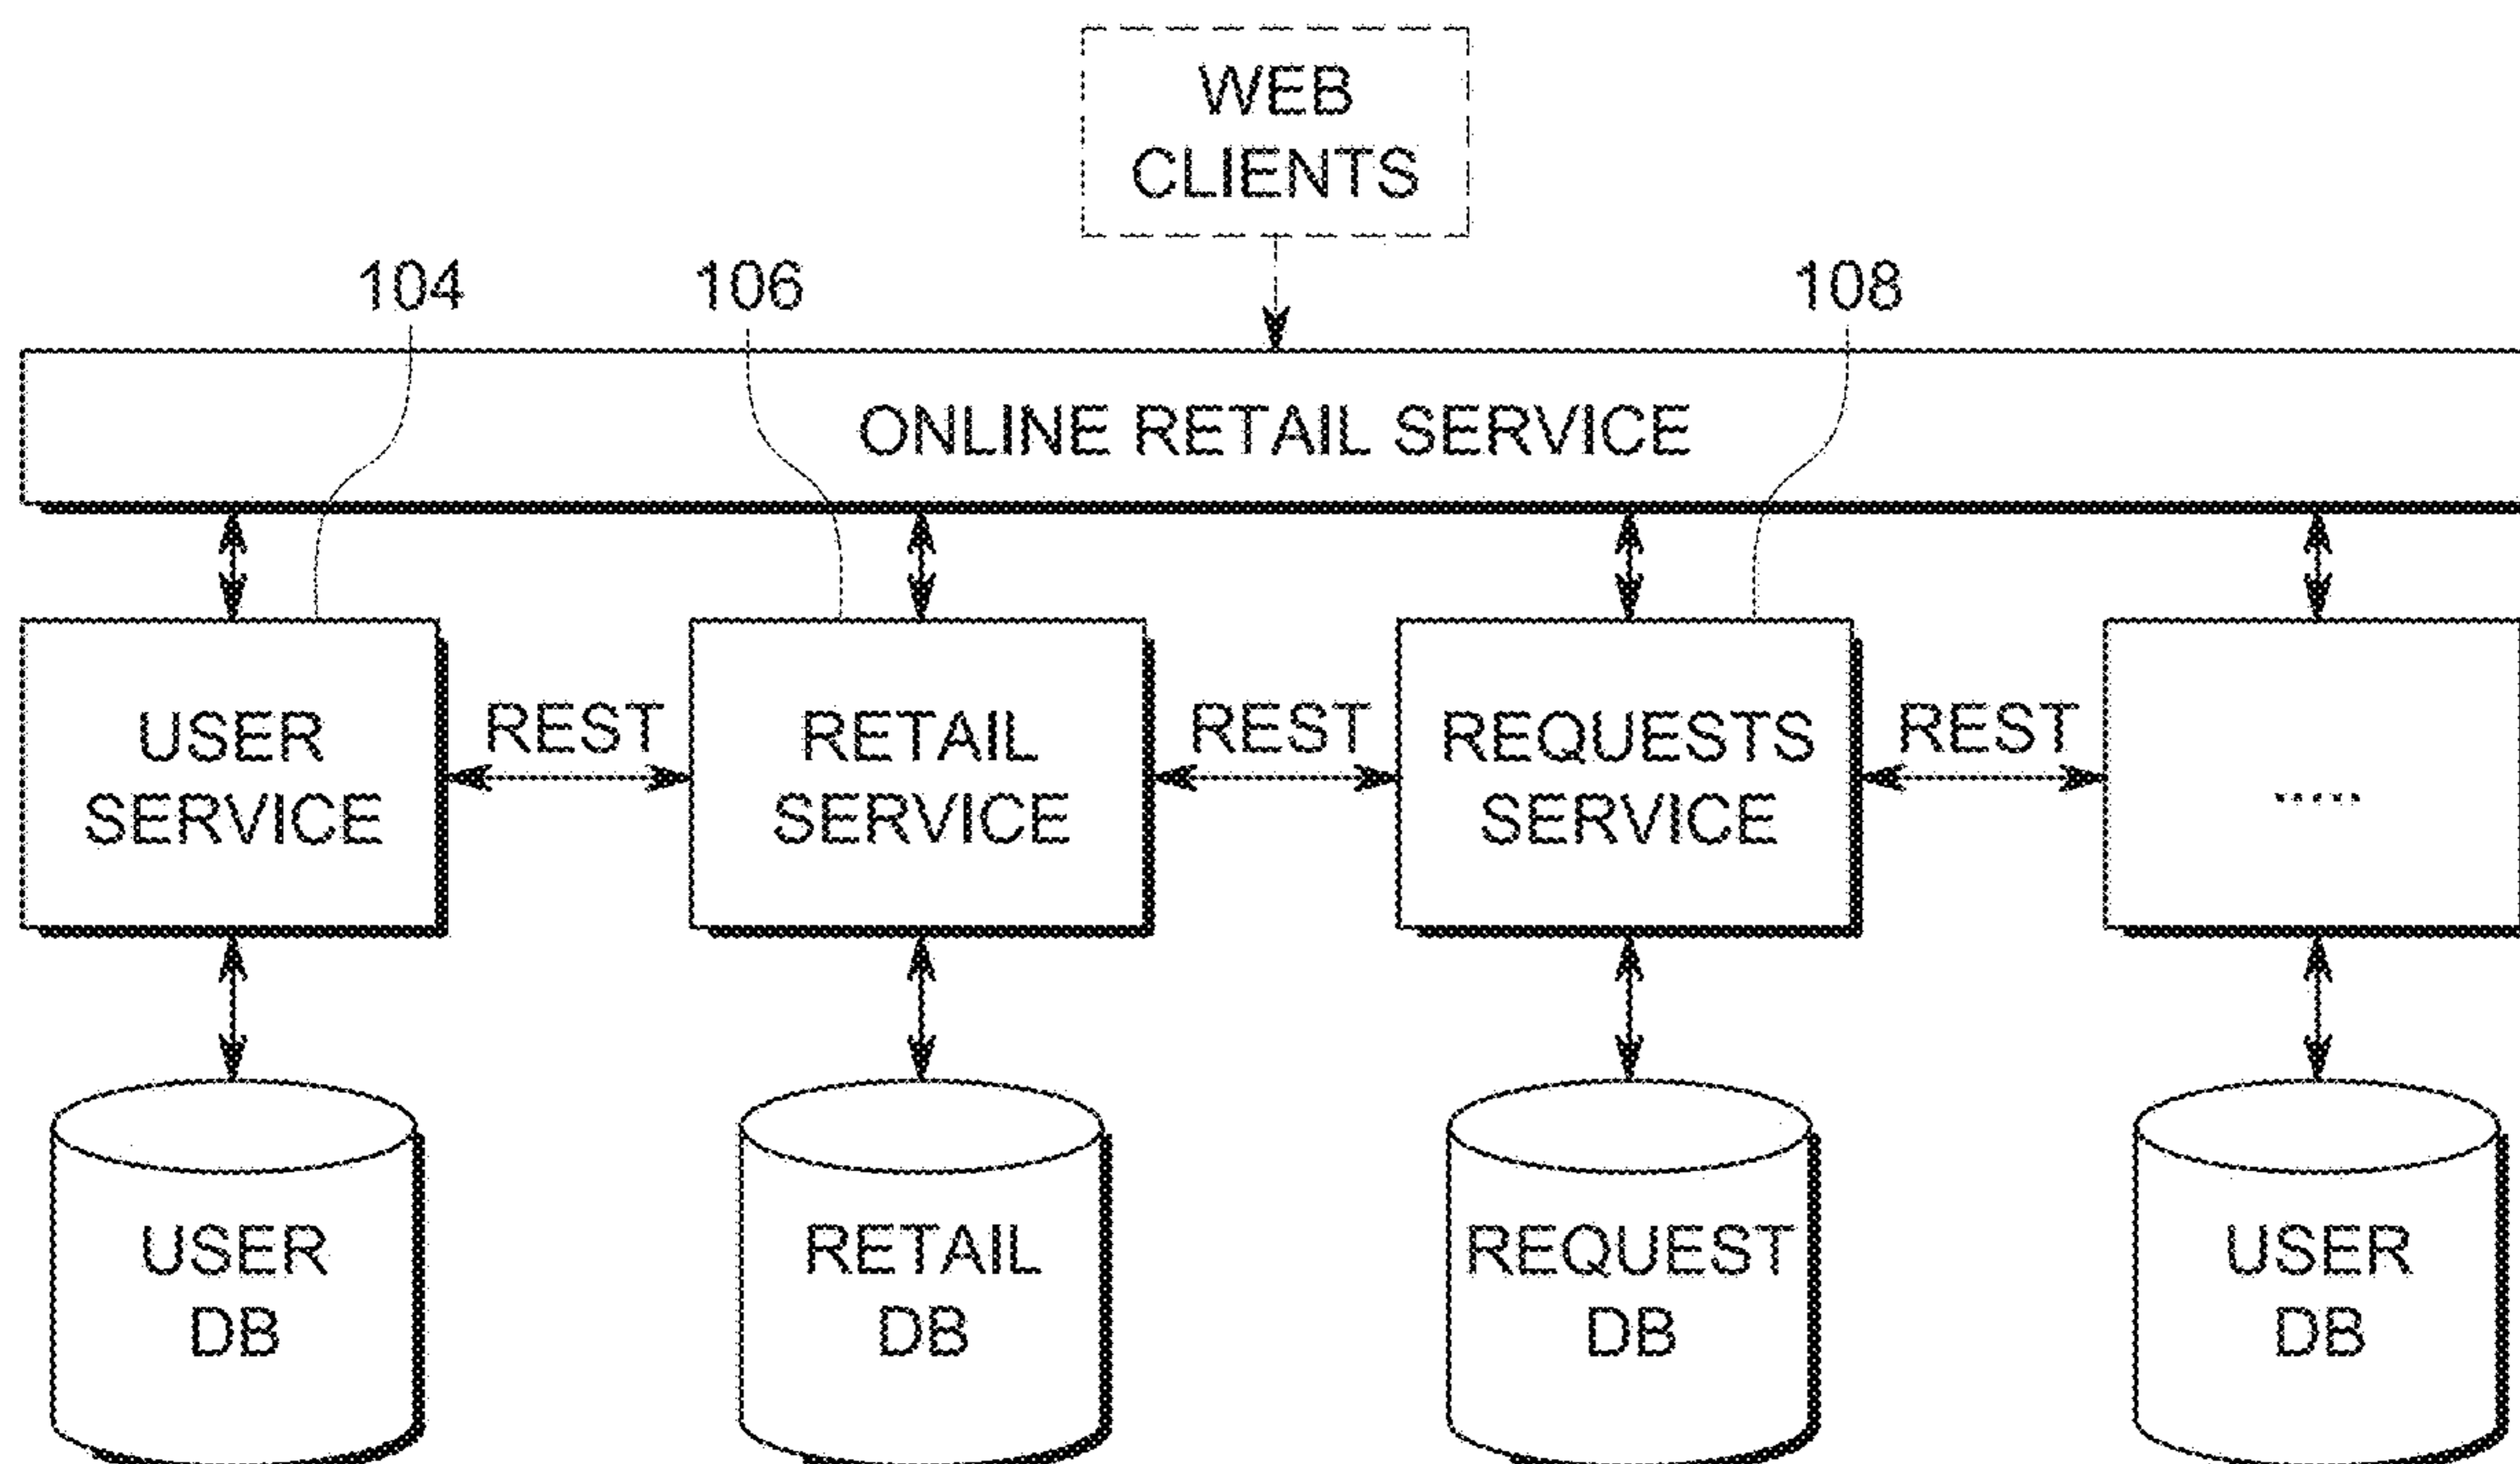 WEB
CLIENTS
104
106
108
ONLINE RETAIL SERVICE
USER
SERVICE
REST
RETAIL
SERVICE
REST
REQUESTS
SERVICE
REST
.....
USER
DB
RETAIL
DB
REQUEST
DB
USER
DB